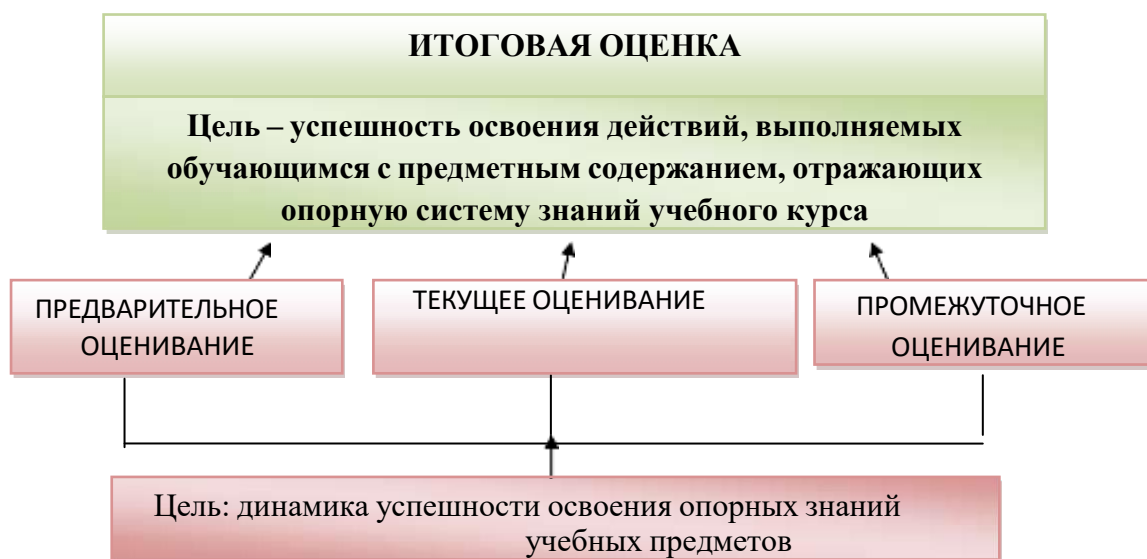 ИТОГОВАЯ ОЦЕНКА
Цель – успешность освоения действий, выполняемых
обучающимся с предметным содержанием, отражающих
опорную систему знаний учебного курса
ПРЕДВАРИТЕЛЬНОЕ
ОЦЕНИВАНИЕ
ТЕКУЩЕЕ ОЦЕНИВАНИЕ
ПРОМЕЖУТОЧНОЕ
ОЦЕНИВАНИЕ
Цель: динамика успешности освоения опорных знаний
учебных предметов